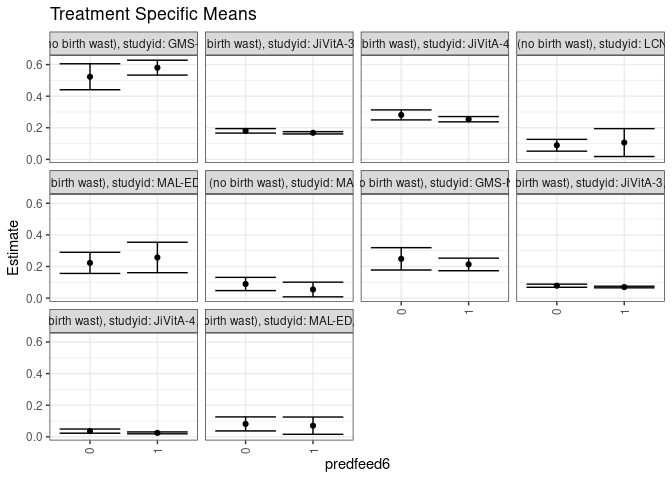 Treatment Specific Means
no birth wast), studyid: GMS-
birth wast), studyid: JiVitA-3
birth wast), studyid: JiVitA-4
(no birth wast), studyid: LCN
0.6
0.4
0.2
0.0
birth wast), studyid: MAL-ED
(no birth wast), studyid: MA
birth wast), studyid: GMS-N
birth wast), studyid: JiVitA-3,
0.6
0.4
0.2
0.0
0
1
0
1
birth wast), studyid: JiVitA-4,
birth wast), studyid: MAL-ED,
0.6
0.4
0.2
0.0
0
1
0
1
Estimate
predfeed6